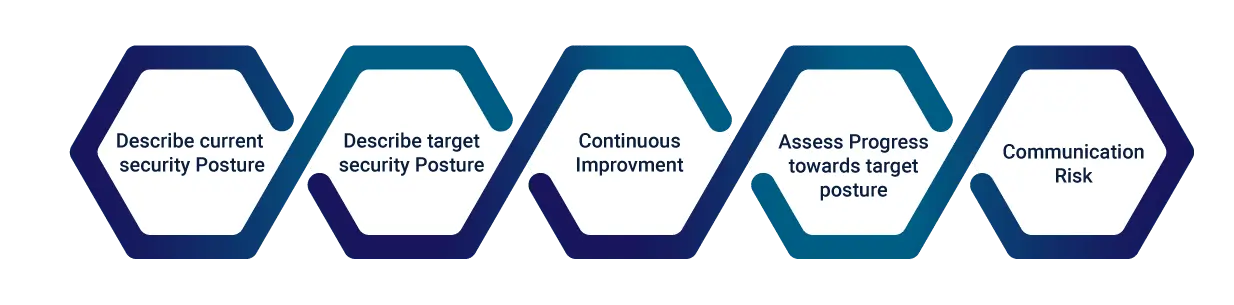 Describe current
security Posture
Describe target
security Posture
Continuous
Improvment
Assess Progress
towards target
posture
Communication
Risk